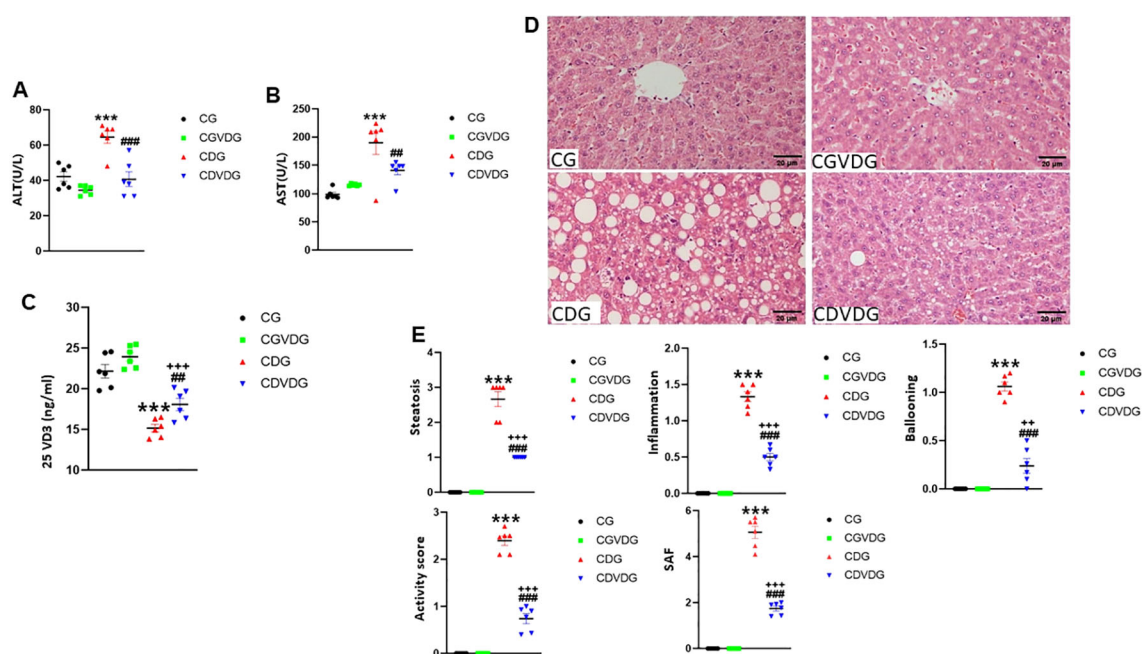 A
ALT(U/L)
80
60
40
20
0
***
###
CG
CGVDG
CDG
CDVDG
B
AST(U/L)
250
200
150
100
50
0
***
##
CG
CGVDG
CDG
CDVDG
C
25 VD3 (ng/ml)
30
25
20
15
10
***
+++
##
CG
CGVDG
CDG
CDVDG
D
CG
20 µm
CGVDG
20 µm
CDG
20 µm
CDVDG
20 µm
E
Steatosis
4
3
2
1
0
***
+++
###
CG
CGVDG
CDG
CDVDG
Inflammation
2.0
1.5
1.0
0.5
0.0
***
+++
###
CG
CGVDG
CDG
CDVDG
Ballooning
1.5
1.0
0.5
0.0
***
++
###
CG
CGVDG
CDG
CDVDG
Activity score
3
2
1
0
***
+++
###
CG
CGVDG
CDG
CDVDG
SAF
6
4
2
0
***
+++
###
CG
CGVDG
CDG
CDVDG